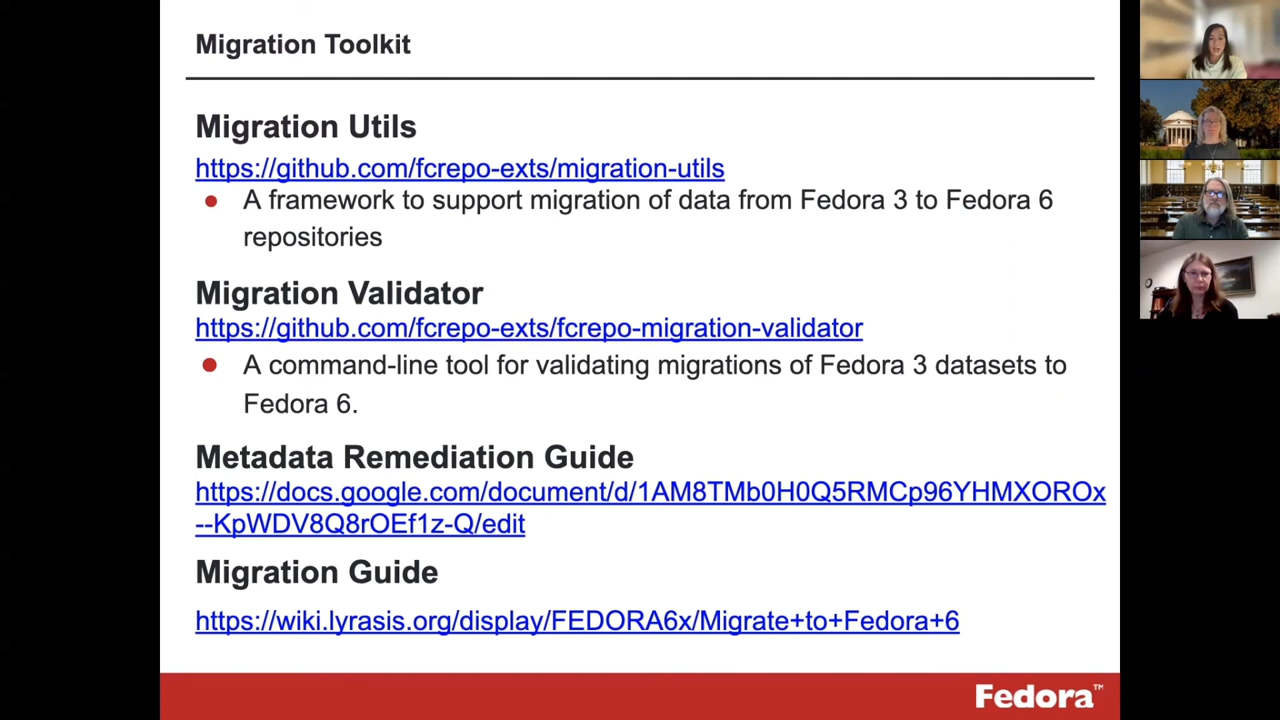 Migration Toolkit
Migration Utils
https://github.com/fcrepo-exts/migration-utils
● A framework to support migration of data from Fedora 3 to Fedora 6
repositories
Migration Validator
https://github.com/fcrepo-exts/fcrepo-migration-validator
● A command-line tool for validating migrations of Fedora 3 datasets to
Fedora 6.
Metadata Remediation Guide
https://docs.google.com/document/d/1AM8TMb0H0Q5RMCp96YHMXOROx
--KpWDV8Q8rOEf1z-Q/edit
Migration Guide
https://wiki.lyrasis.org/display/FEDORA6x/Migrate+to+Fedora+6
Fedora™